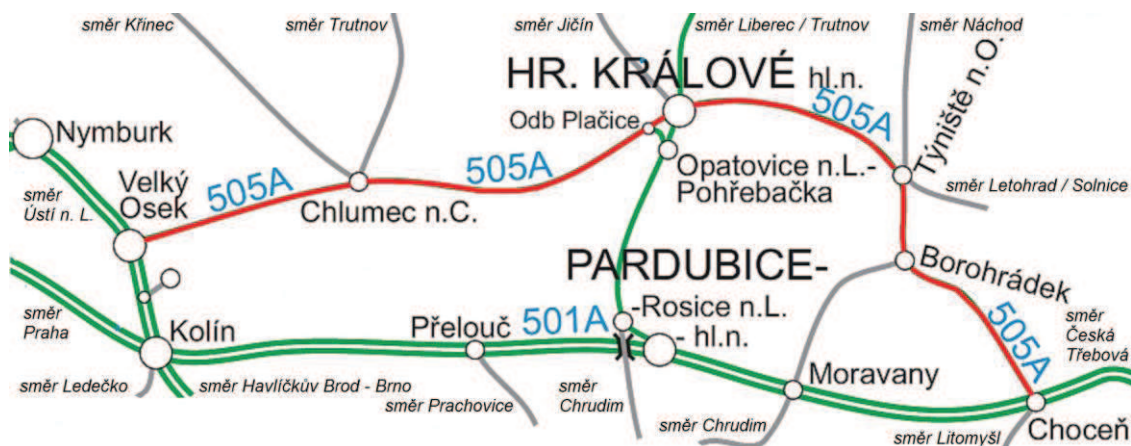 směr Křinec
směr Trutnov
směr Jičín
směr Liberec / Trutnov
směr Náchod
HR. KRÁLOVÉ hl.n.
505A
Týniště n.O.
Nymburk
Odb Plačice
Opatovice n.L.-
Pohřebačka
505A
505A
směr Letohrad / Solnice
Velký
Osek
směr
Ústí n. L.
Chlumec n.C.
PARDUBICE-
-Rosice n.L.
- hl.n.
Borohrádek
směr
Praha
Kolín
Přelouč
501A
505A
směr
Česká
Třebová
Moravany
směr Ledečko
směr Havlíčkův Brod - Brno
směr Prachovice
směr
Chrudim
směr Chrudim
směr Litomyšl
Choceň